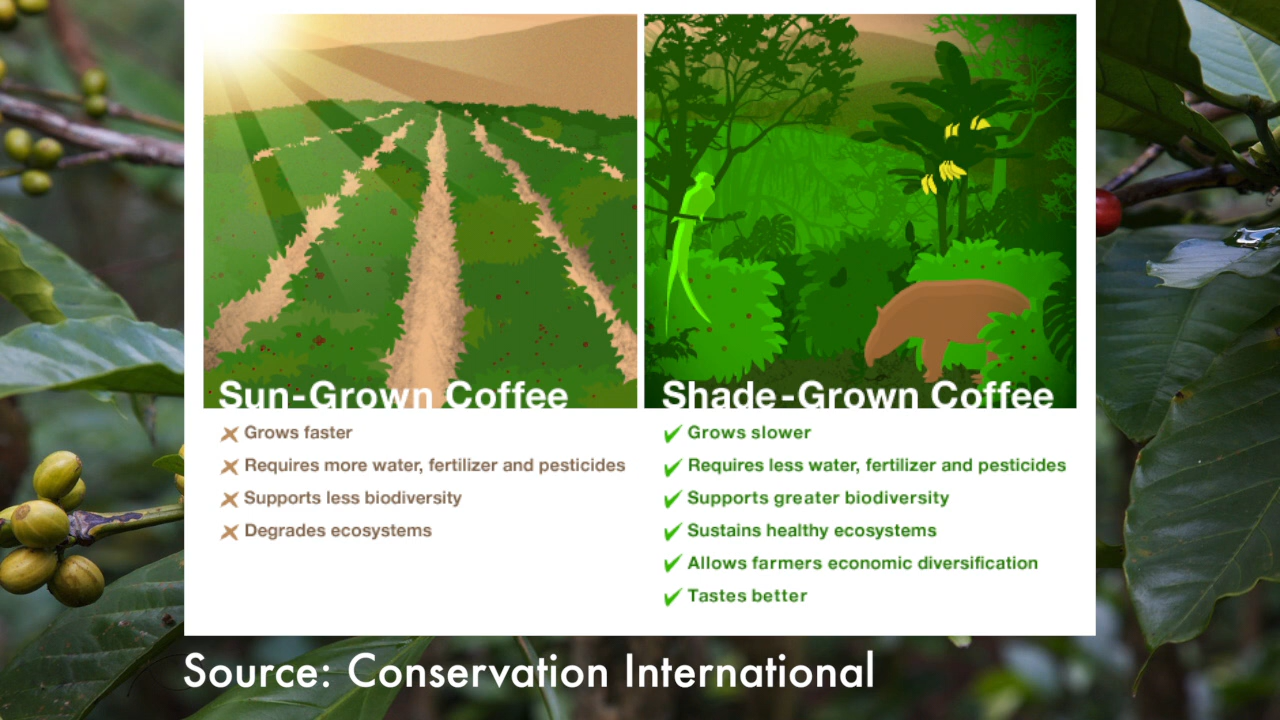 Sun-Grown Coffee
Grows faster
Requires more water, fertilizer and pesticides
Supports less biodiversity
Degrades ecosystems
Shade-Grown Coffee
Grows slower
Requires less water, fertilizer and pesticides
Supports greater biodiversity
Sustains healthy ecosystems
Allows farmers economic diversification
Tastes better
Source: Conservation International